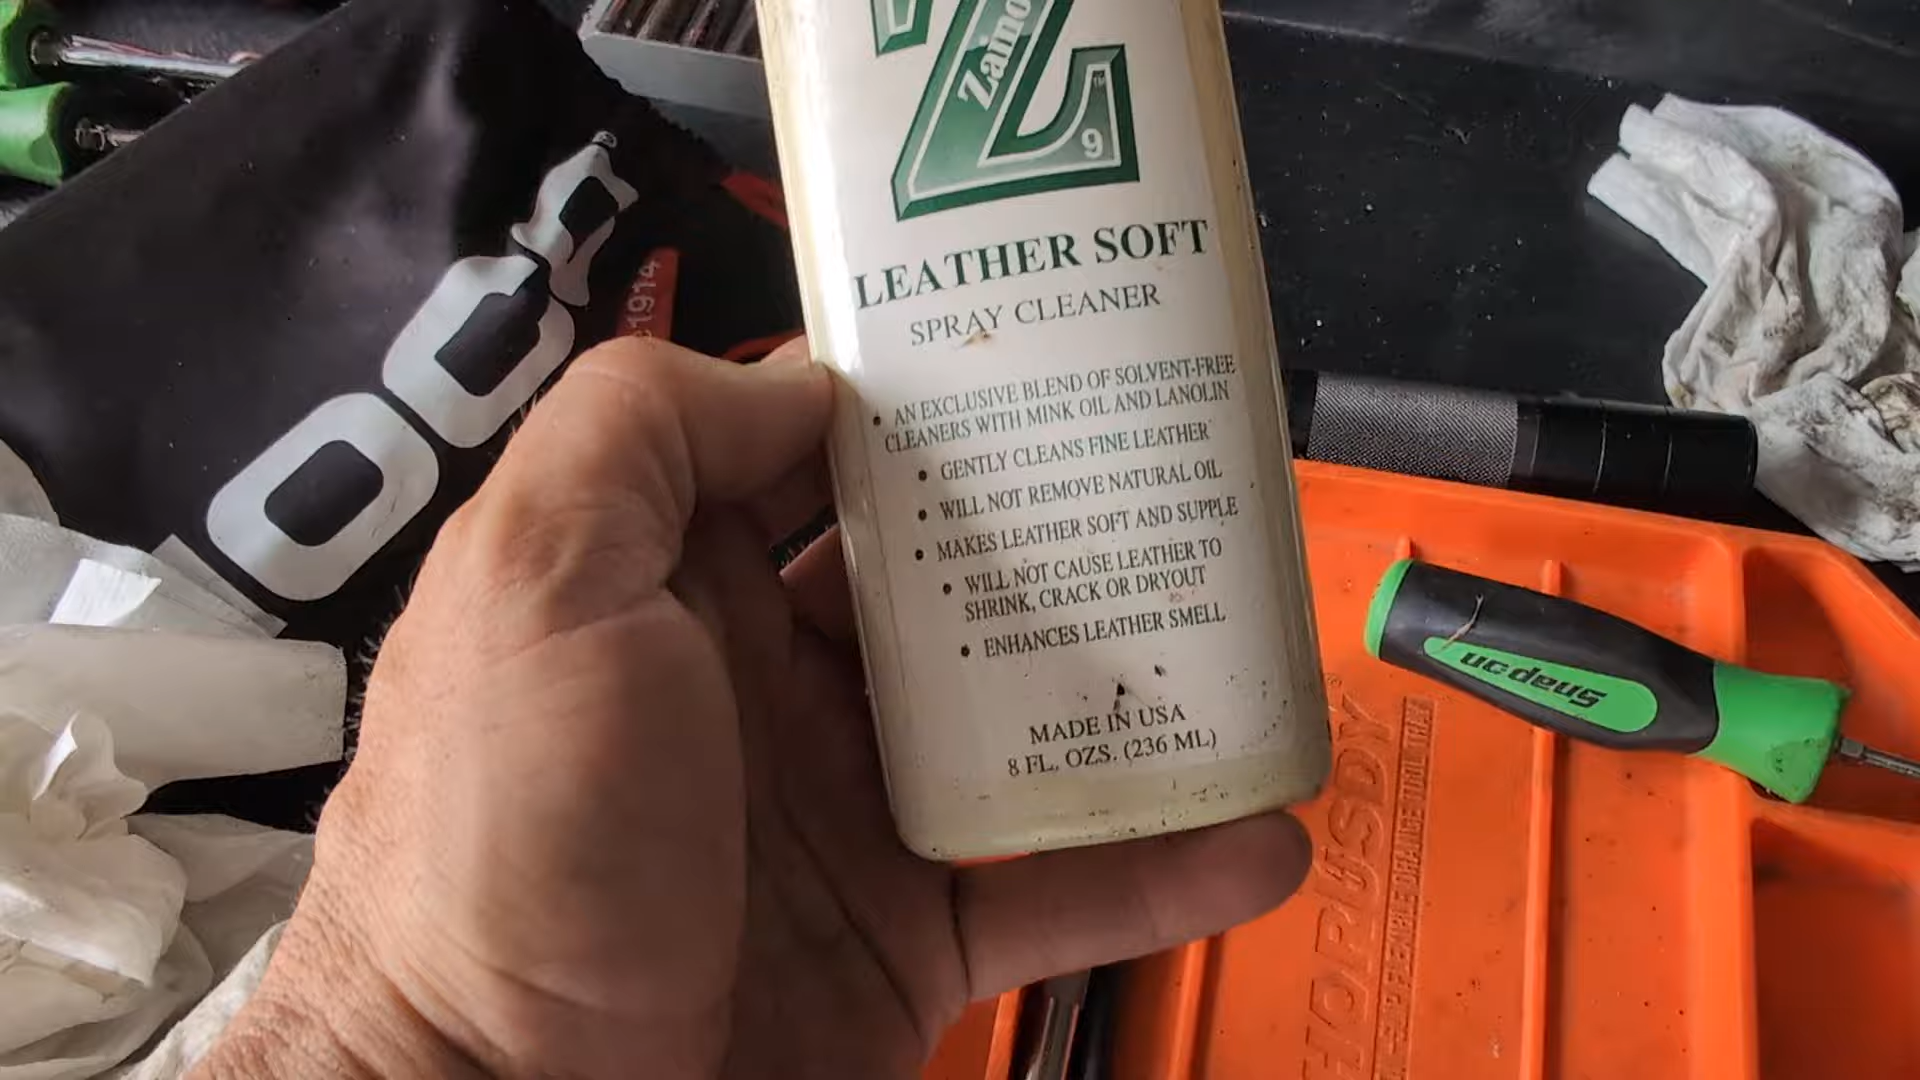 Zaino
Z
™
9
LEATHER SOFT
SPRAY CLEANER
• AN EXCLUSIVE BLEND OF SOLVENT-FREE
CLEANERS WITH MINK OIL AND LANOLIN
• GENTLY CLEANS FINE LEATHER
• WILL NOT REMOVE NATURAL OIL
• MAKES LEATHER SOFT AND SUPPLE
• WILL NOT CAUSE LEATHER TO
SHRINK, CRACK OR DRYOUT
• ENHANCES LEATHER SMELL
MADE IN USA
8 FL. OZS. (236 ML)
1914
Snap-on